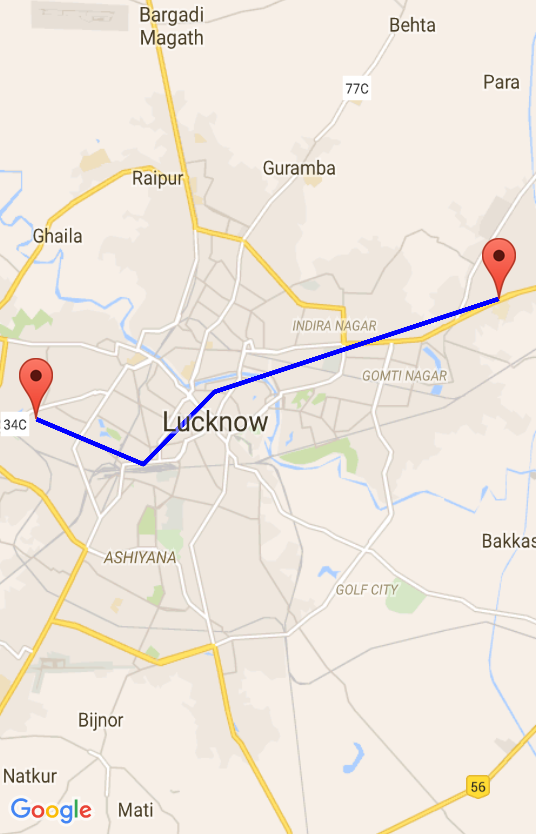 Bargadi
Magath
Behta
77C
Para
Guramba
Raipur
Ghaila
INDIRA NAGAR
GOMTI NAGAR
34C
Lucknow
Bakkas
ASHIYANA
GOLF CITY
Bijnor
Natkur
56
Google
Mati